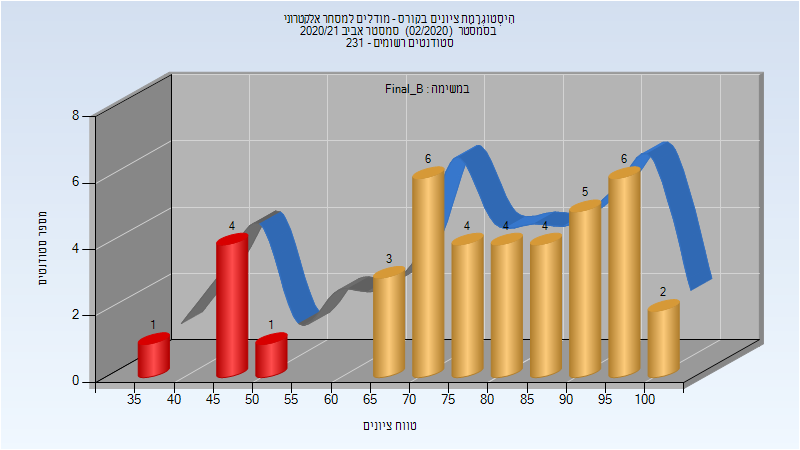 היסטוגרמת ציונים בקורס - מודלים למסחר אלקטרוני
בסמסטר (02/2020) סמסטר אביב 2020/21
סטודנטים רשומים - 231
במשימה : Final_B
מספר סטודנטים
8
6
4
2
0
1
4
1
3
6
4
4
4
5
6
2
35 40 45 50 55 60 65 70 75 80 85 90 95 100
טווח ציונים